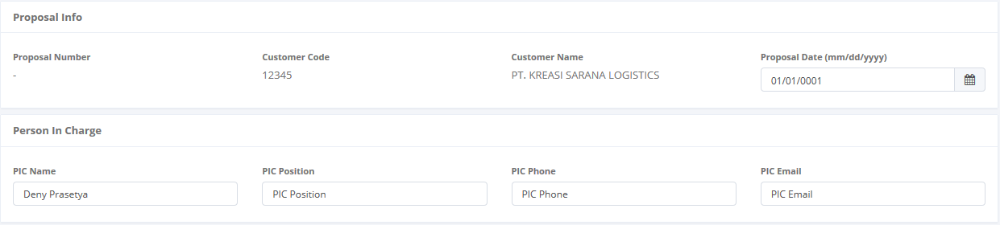 Proposal Info
Proposal Number Customer Code Customer Name Proposal Date (mm/dd/yyyy)
- 12345 PT. KREASI SARANA LOGISTICS 01/01/0001
Person In Charge
PIC Name PIC Position PIC Phone PIC Email
Deny Prasetya PIC Position PIC Phone PIC Email